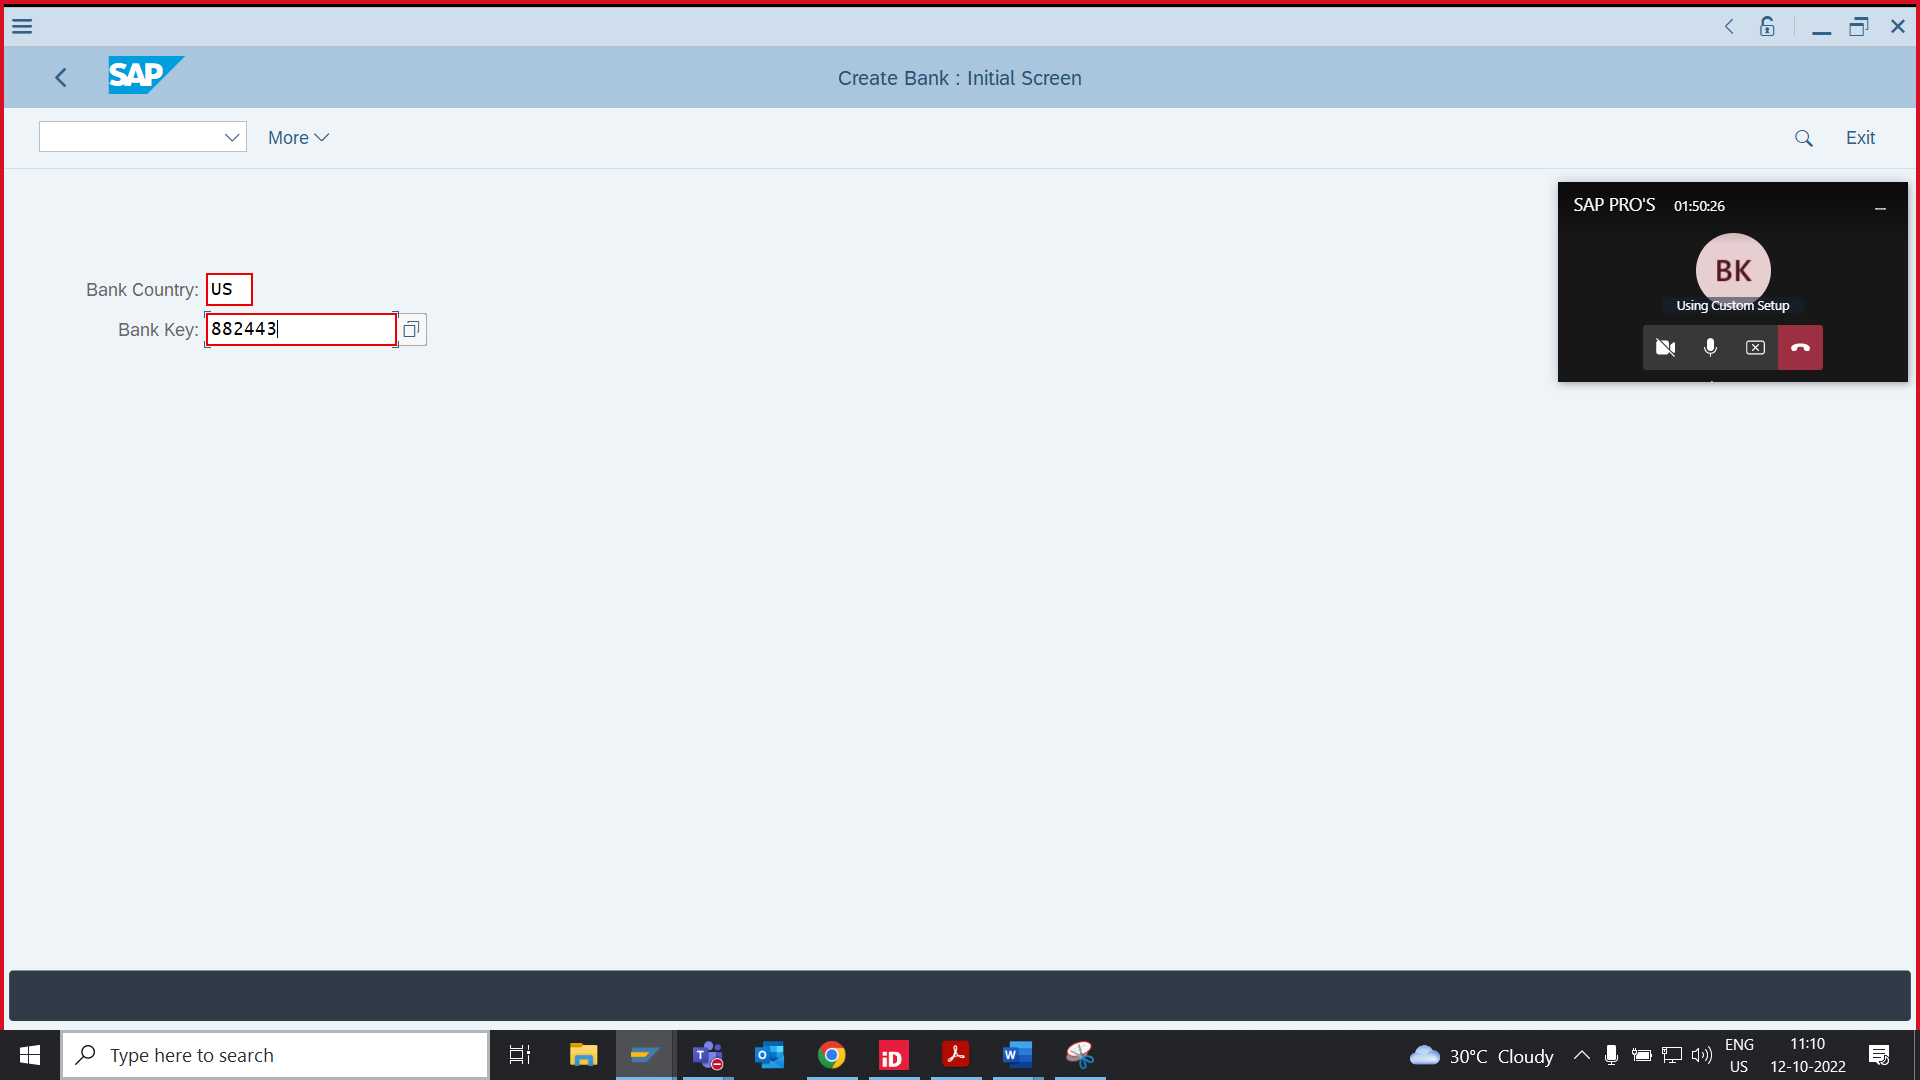 SAP
Create Bank : Initial Screen
More
Exit
SAP PRO'S 01:50:26
BK
Using Custom Setup
Bank Country: US
Bank Key: 882443
Type here to search
T
O
iD
W
30°C Cloudy
ENG
US
11:10
12-10-2022